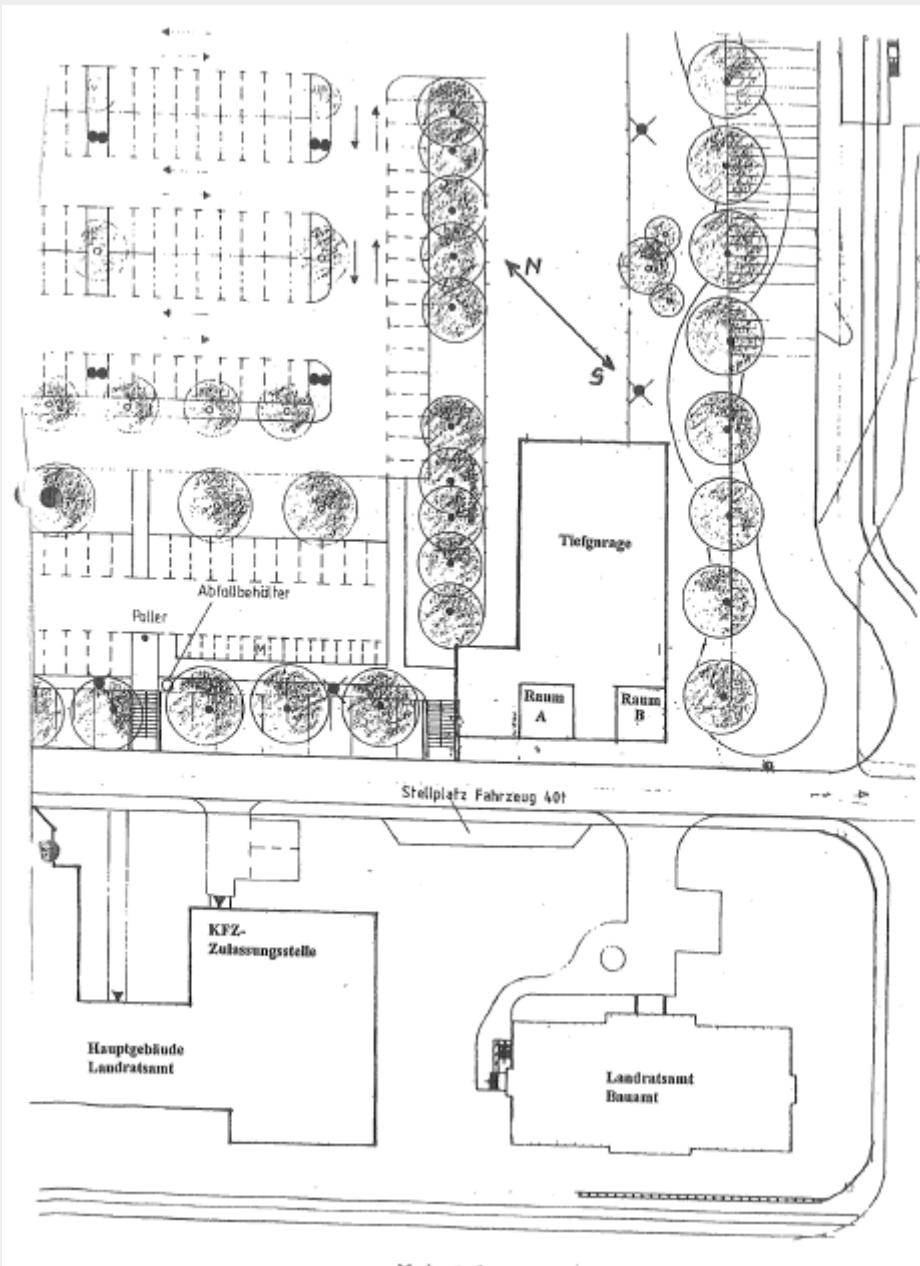 N
S
Tiefgarage
Abfallbehälter
Poller
M
Raum
A
Raum
B
Stellplatz Fahrzeug 40t
KFZ-
Zulassungsstelle
Hauptgebäude
Landratsamt
Landratsamt
Bauamt